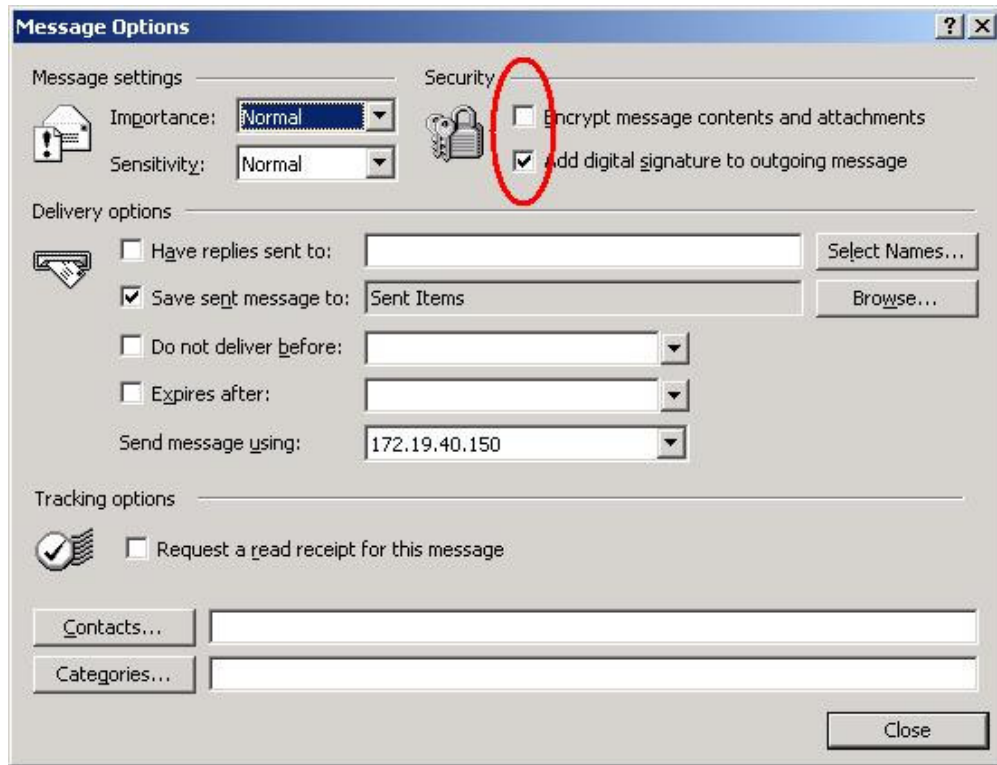 Message Options
Message settings
Security
Importance: Normal
Encrypt message contents and attachments
Sensitivity: Normal
Add digital signature to outgoing message
Delivery options
Have replies sent to: Select Names...
Save sent message to: Sent Items Browse...
Do not deliver before:
Expires after:
Send message using: 172.19.40.150
Tracking options
Request a read receipt for this message
Contacts...
Categories...
Close